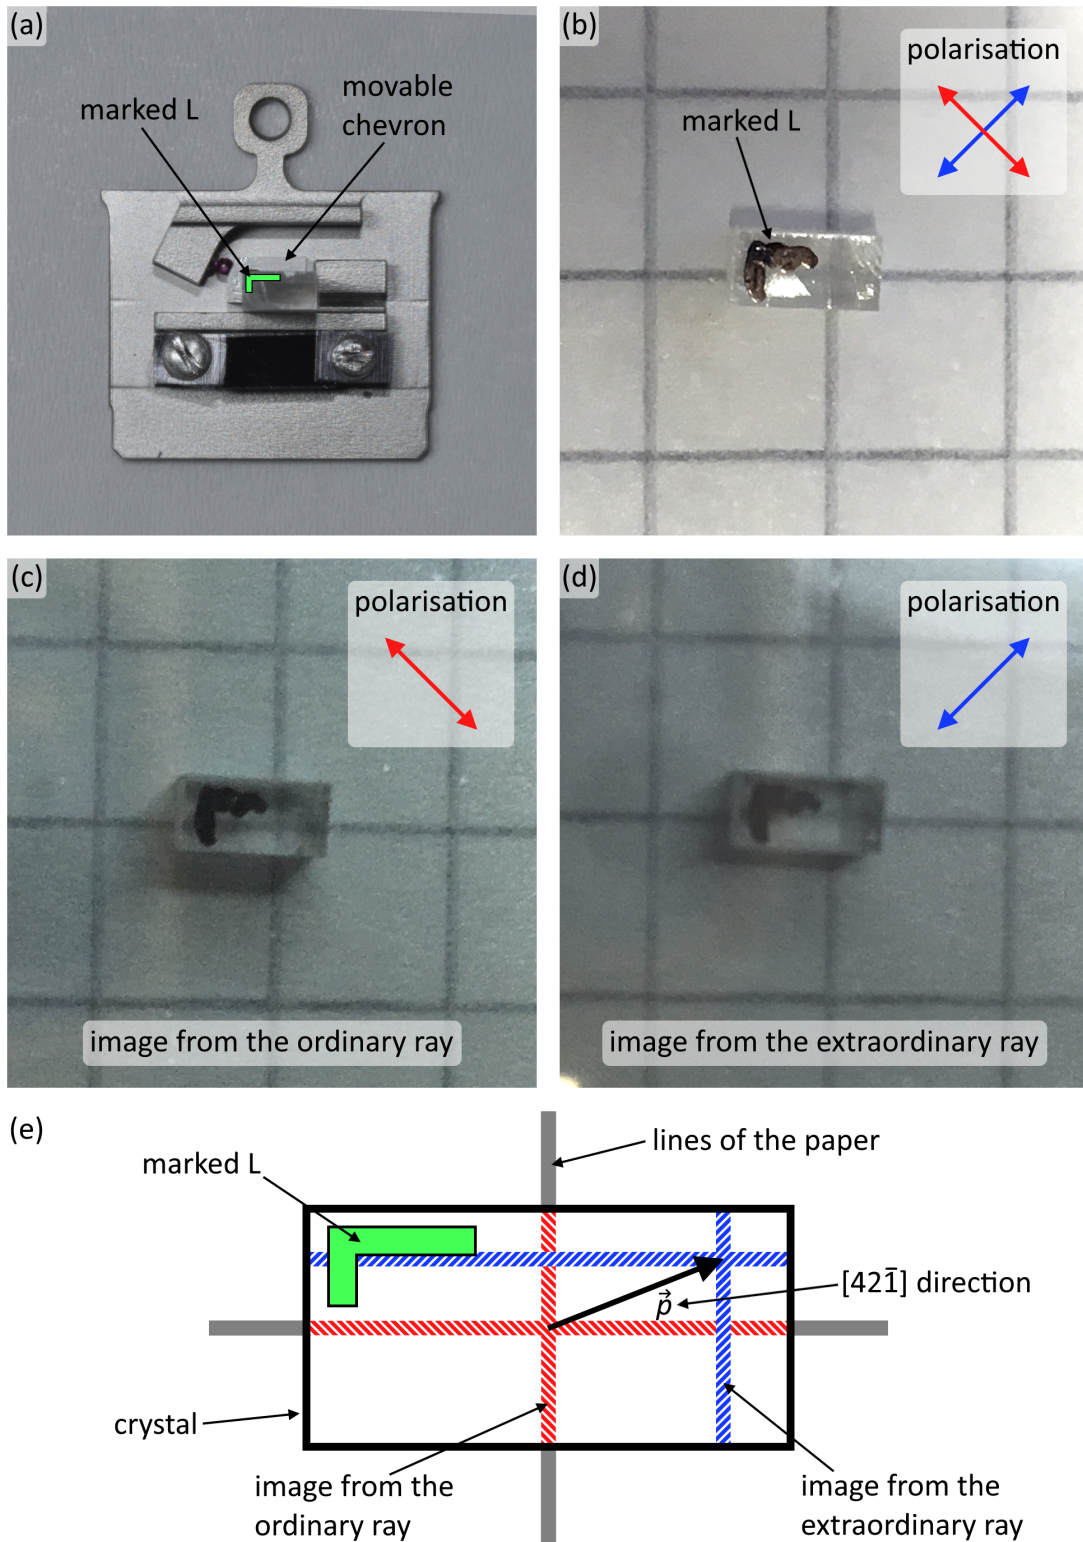 (a)
marked L
movable
chevron
(b)
polarisation
marked L
(c)
polarisation
image from the ordinary ray
(d)
polarisation
image from the extraordinary ray
(e)
marked L
lines of the paper
p⃗
[421̄] direction
crystal
image from the
ordinary ray
image from the
extraordinary ray